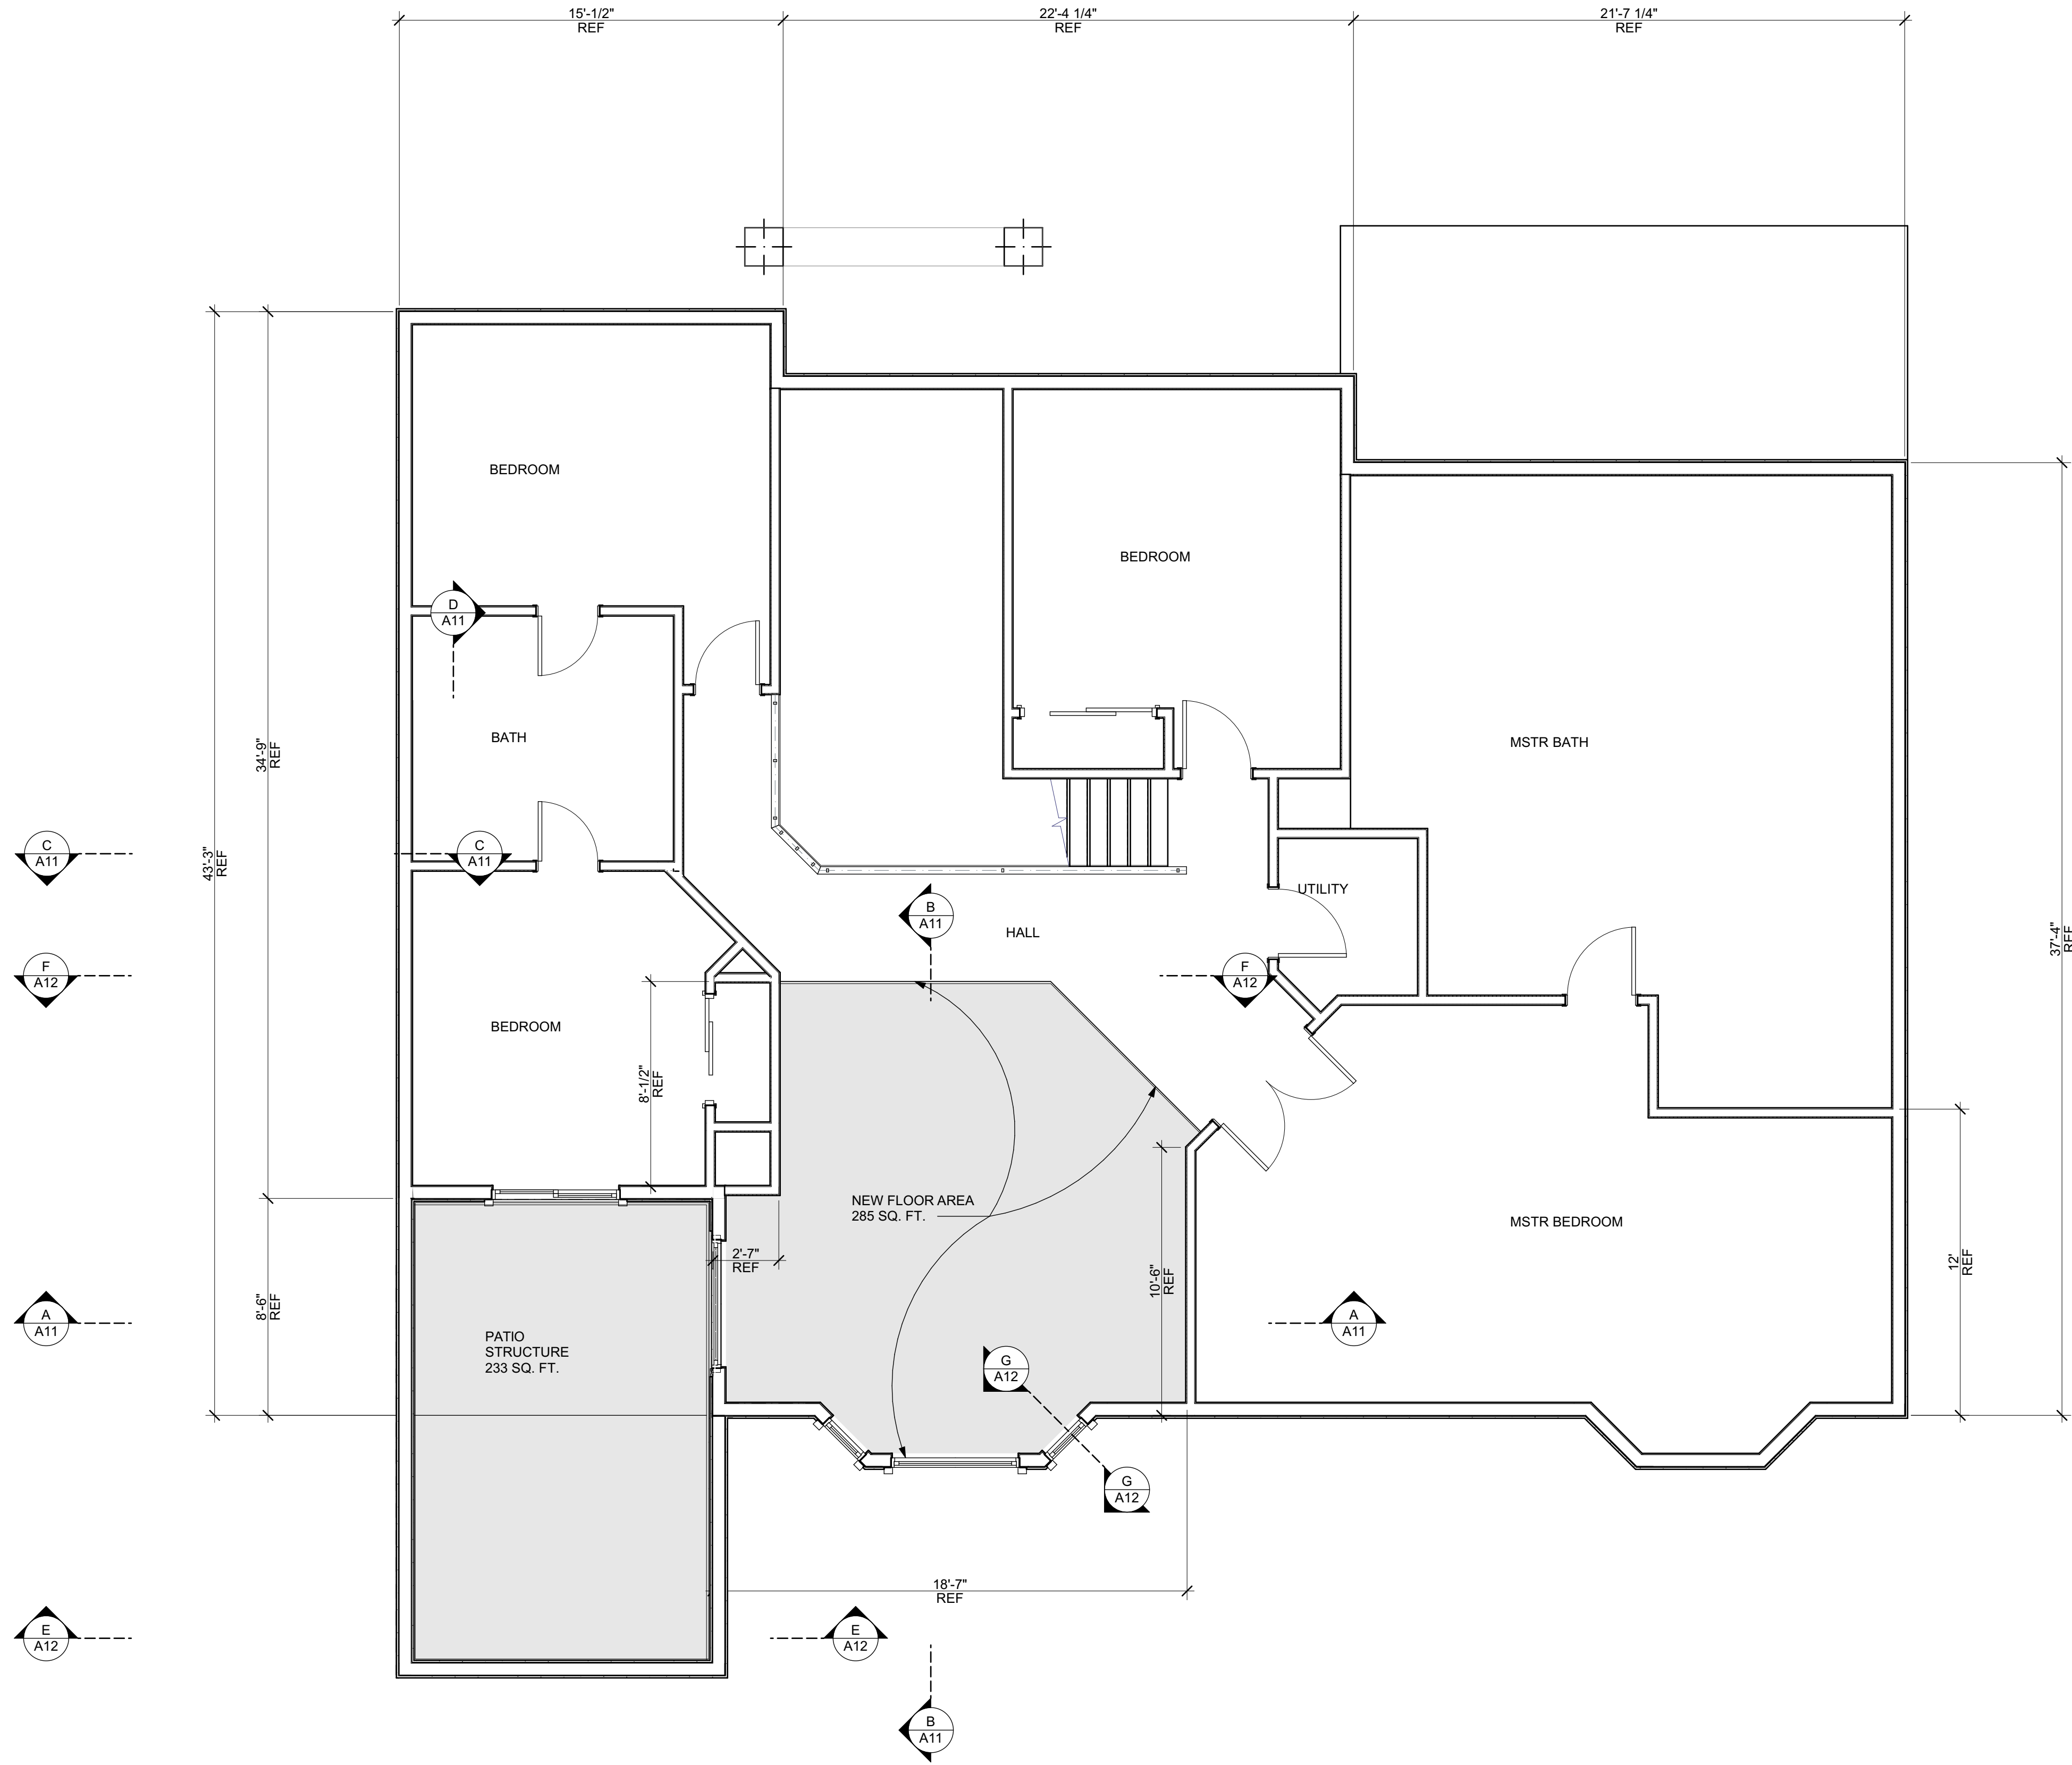 15'-1/2"
REF
22'-4 1/4"
REF
21'-7 1/4"
REF
BEDROOM
BEDROOM
D
A11
BATH
MSTR BATH
34'-9"
REF
43'-3"
REF
C
A11
C
A11
UTILITY
B
A11
HALL
37'-4"
REF
F
A12
F
A12
BEDROOM
8'-1/2"
REF
NEW FLOOR AREA
285 SQ. FT.
MSTR BEDROOM
2'-7"
REF
10'-6"
REF
12'
REF
8'-6"
REF
A
A11
A
A11
PATIO
STRUCTURE
233 SQ. FT.
G
A12
G
A12
18'-7"
REF
E
A12
E
A12
B
A11